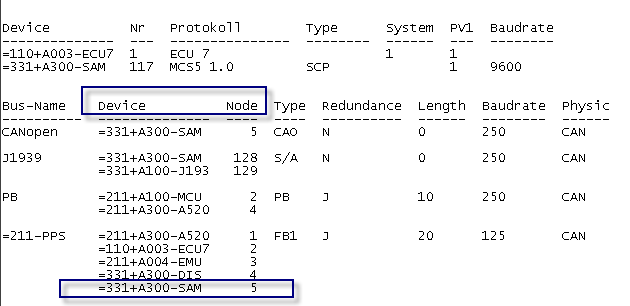 Device Nr Protokoll Type System PV1 Baudrate
=110+A003-ECU7 1 ECU 7 1 1
=331+A300-SAM 117 MCS5 1.0 SCP 1 9600
Bus-Name Device Node Type Redundance Length Baudrate Physic
CANopen =331+A300-SAM 5 CAO N 0 250 CAN
J1939 =331+A300-SAM 128 S/A N 0 250 CAN
=331+A100-J193 129
PB =211+A100-MCU 2 PB J 10 250 CAN
=211+A300-A520 4
=211-PPS =211+A300-A520 1 FB1 J 20 125 CAN
=110+A003-ECU7 2
=211+A004-EMU 3
=331+A300-DIS 4
=331+A300-SAM 5